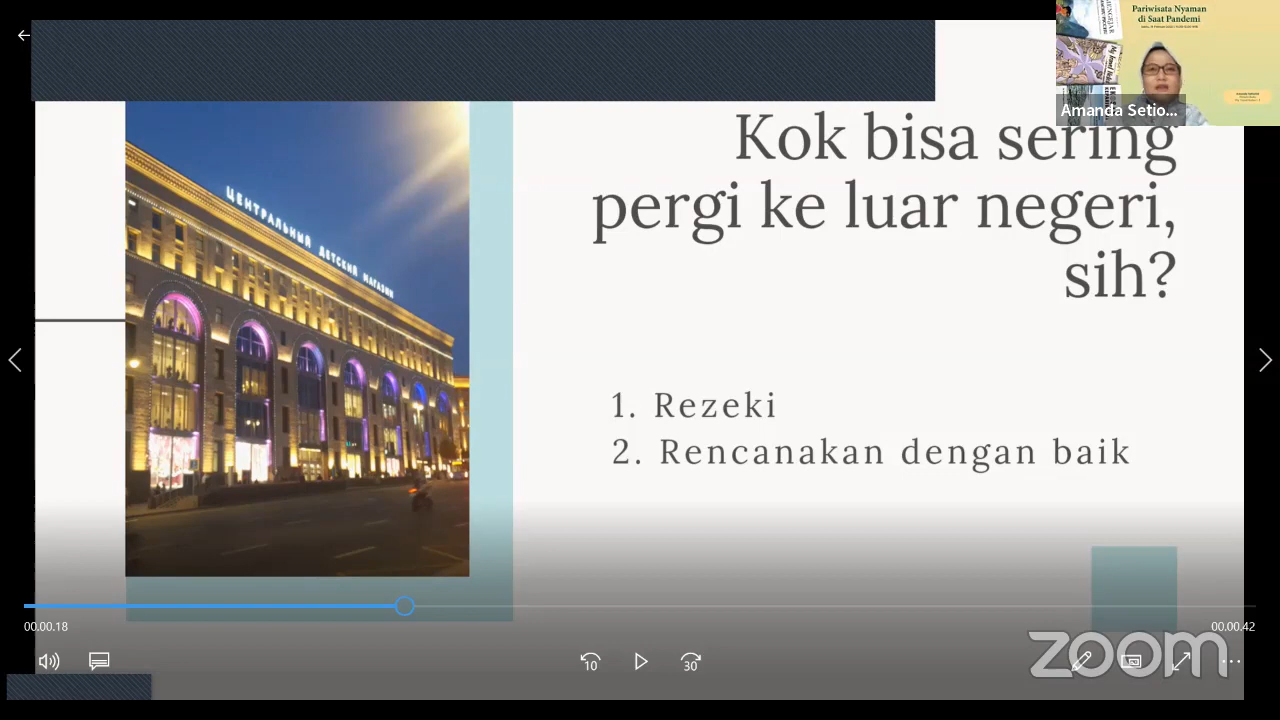 Pariwisata Nyaman
di Saat Pandemi
Amanda Setio...
Kok bisa sering
pergi ke luar negeri,
sih?
ЦЕНТРАЛЬНЫЙ ДЕТСКИЙ МАГАЗИН
1. Rezeki
2. Rencanakan dengan baik
00.00.18
00.00.42
10
30
zoom